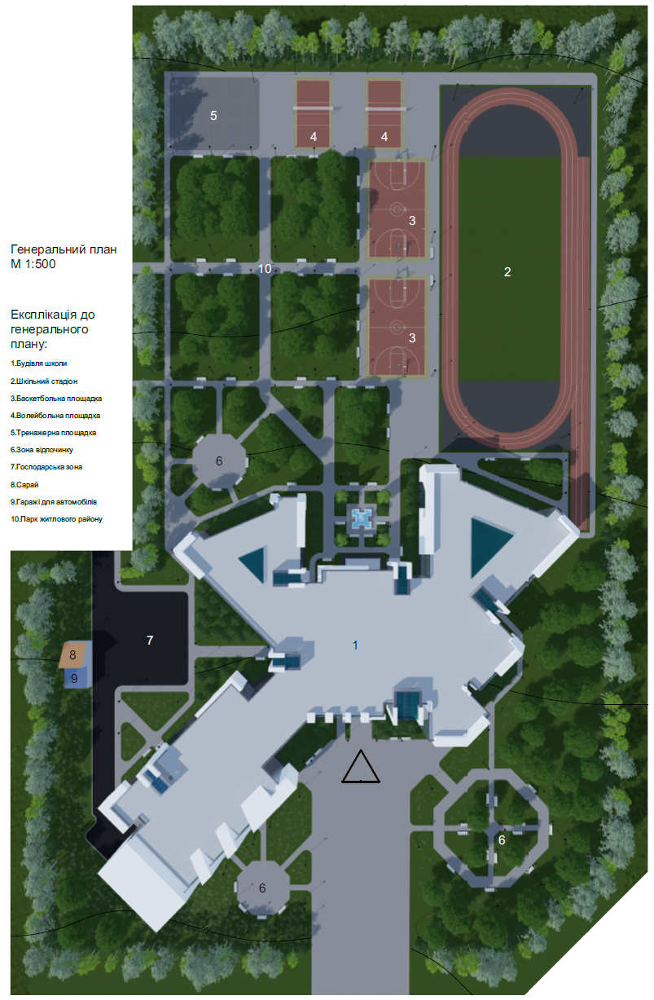 5
4
4
3
Генеральний план
М 1:500
10
2
Експлікація до
генерального
плану:
3
1.Будівля школи
2.Шкільний стадіон
3.Баскетбольна площадка
4.Волейбольна площадка
5.Тренажерна площадка
6.Зона відпочинку
7.Господарська зона
8.Сарай
9.Гаражі для автомобілів
10.Парк житлового району
6
7
1
8
9
6
6
99